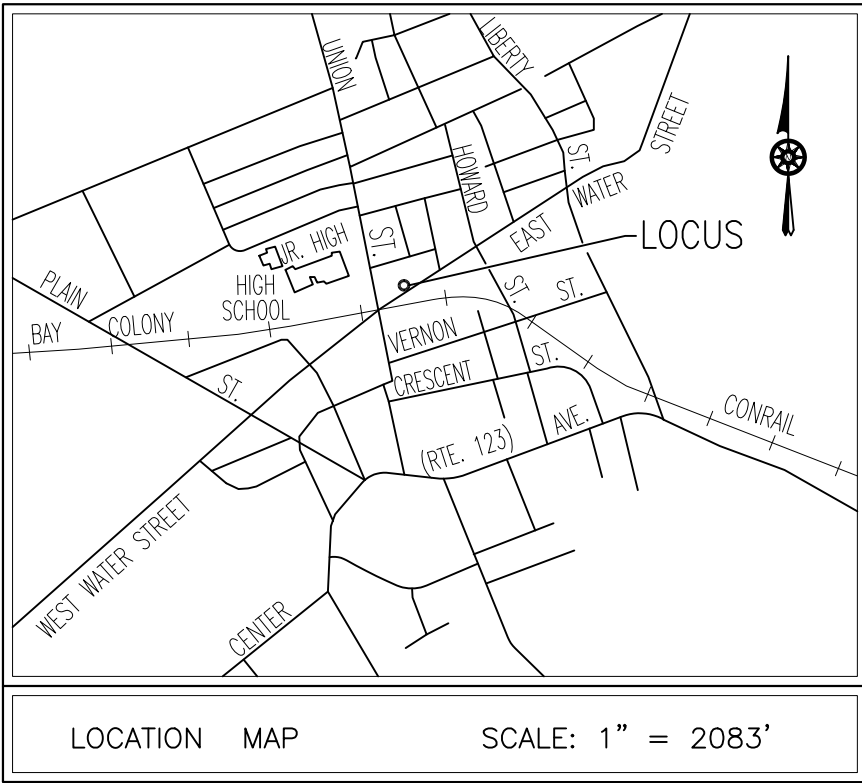 UNION
LIBERTY
STREET
HOWARD
ST.
WATER
EAST
LOCUS
ST.
JR. HIGH
HIGH
SCHOOL
PLAIN
BAY
COLONY
ST.
ST.
VERNON
ST.
CRESCENT
ST.
AVE.
(RTE. 123)
CONRAIL
WEST WATER STREET
CENTER
LOCATION MAP
SCALE: 1" = 2083'